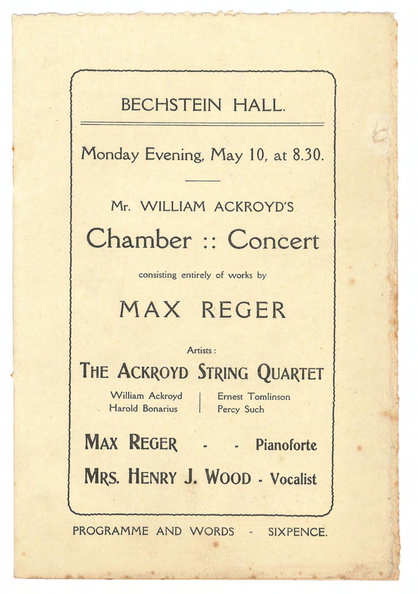 BECHSTEIN HALL.
Monday Evening, May 10, at 8.30.
Mr. WILLIAM ACKROYD'S
Chamber :: Concert
consisting entirely of works by
MAX REGER
Artists:
THE ACKROYD STRING QUARTET
William Ackroyd | Ernest Tomlinson
Harold Bonarius | Percy Such
MAX REGER - - Pianoforte
MRS. HENRY J. WOOD - Vocalist
PROGRAMME AND WORDS - SIXPENCE.